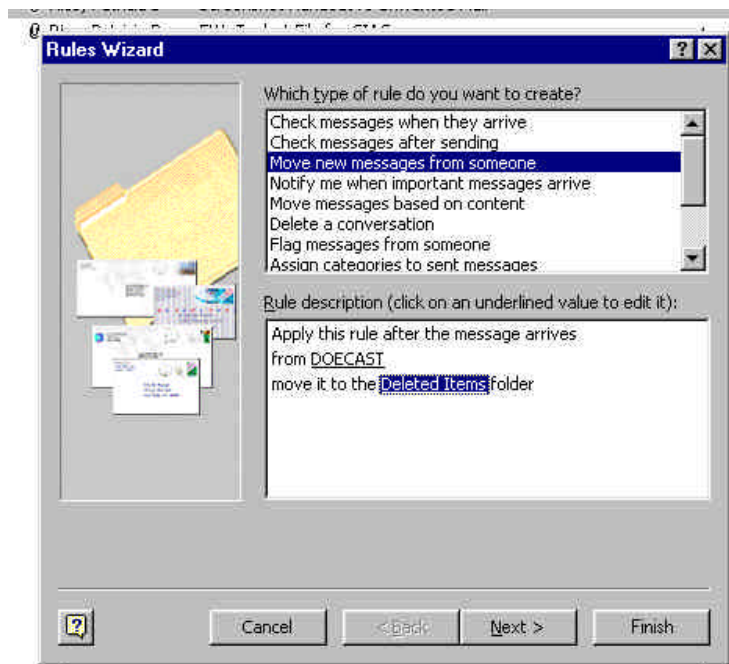 Rules Wizard
Which type of rule do you want to create?
Check messages when they arrive
Check messages after sending
Move new messages from someone
Notify me when important messages arrive
Move messages based on content
Delete a conversation
Flag messages from someone
Assign categories to sent messages
Rule description (click on an underlined value to edit it):
Apply this rule after the message arrives
from DOECAST
move it to the Deleted Items folder
Cancel
< Back
Next >
Finish